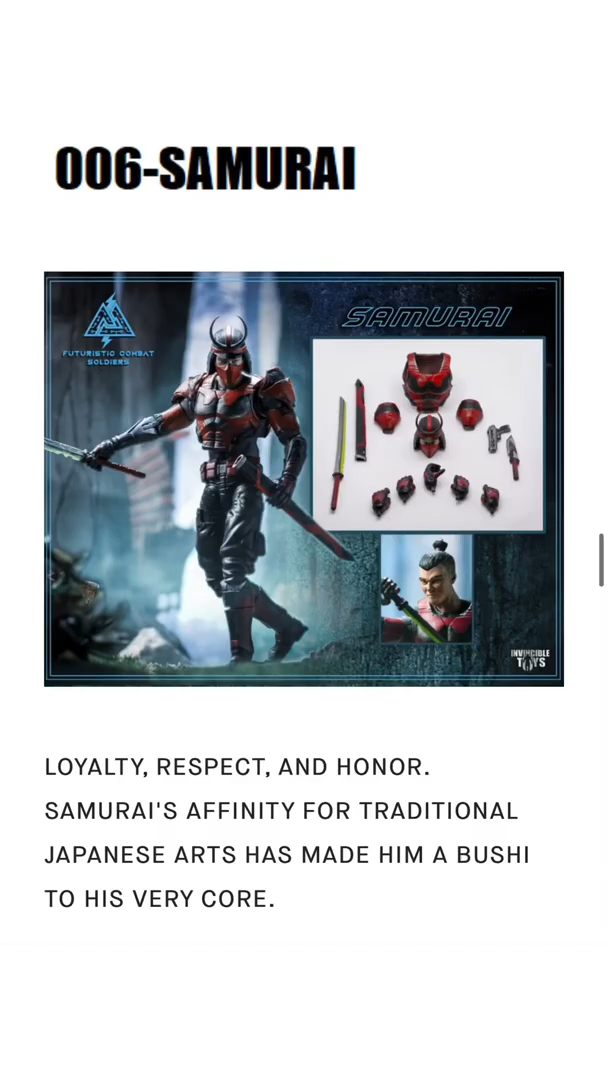 006-SAMURAI
FUTURISTIC COMBAT
SOLDIERS
SAMURAI
INVINCIBLE
TOYS
LOYALTY, RESPECT, AND HONOR.
SAMURAI'S AFFINITY FOR TRADITIONAL
JAPANESE ARTS HAS MADE HIM A BUSHI
TO HIS VERY CORE.